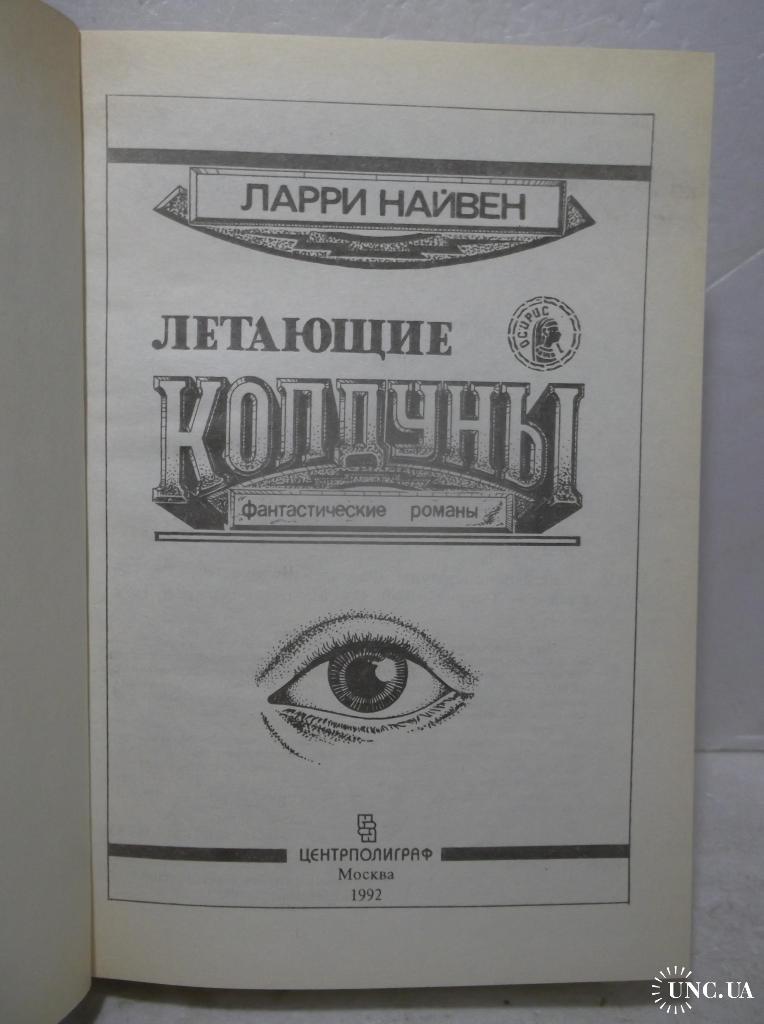 ЛАРРИ НАЙВЕН
ЛЕТАЮЩИЕ
ОСИРИС
КОЛДУНЫ
фантастические романы
ЦЕНТРПОЛИГРАФ
Москва
1992
UNC.UA